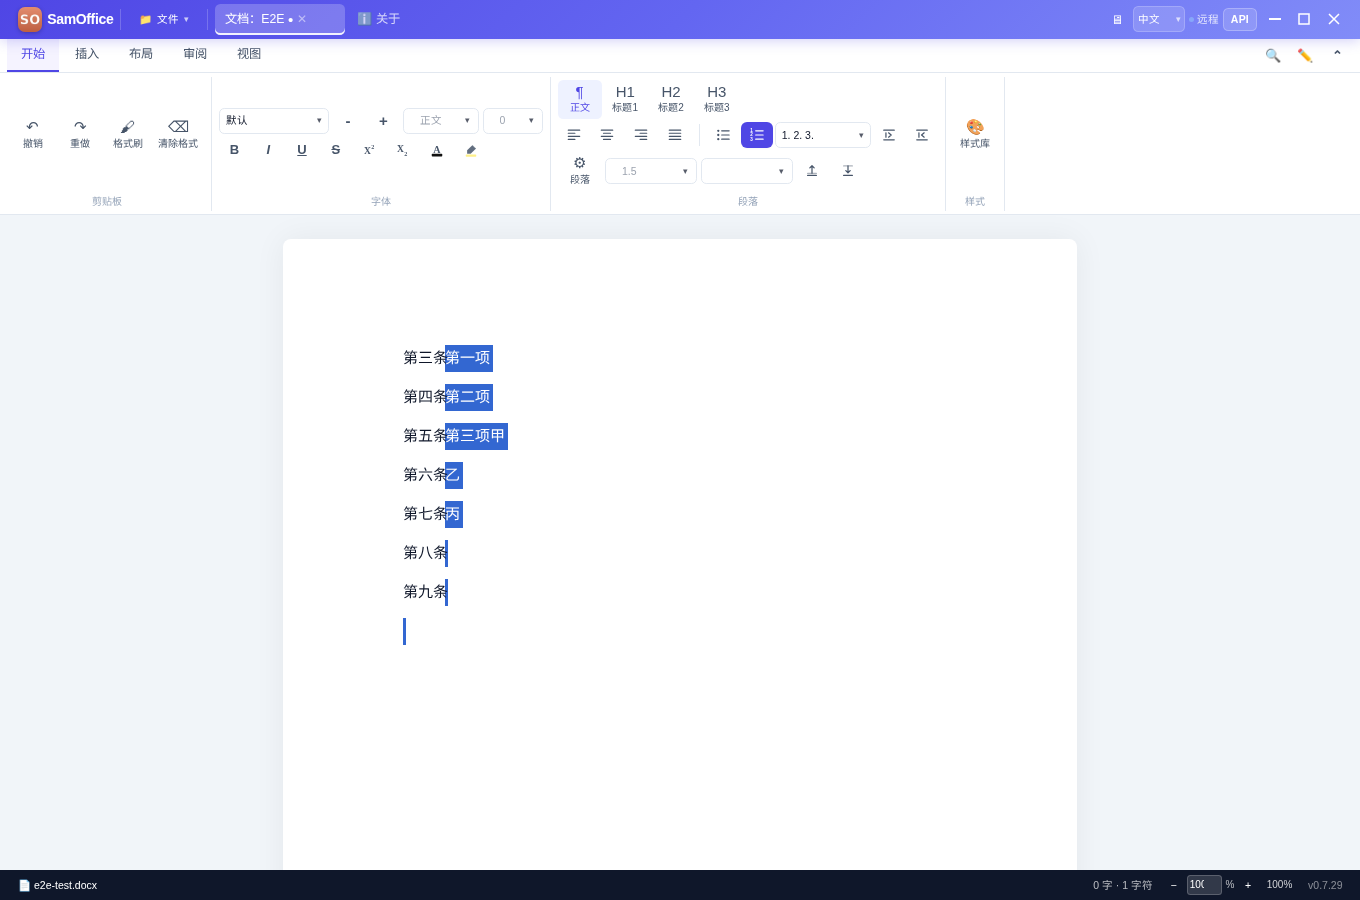 SO SamOffice 📁 文件 ▾ 文档：E2E ● ✕ ℹ️ 关于 🖥 中文 ▾ 远程 API
开始 插入 布局 审阅 视图
默认 ▾ - + 正文 ▾ 0 ▾
撤销 重做 格式刷 清除格式
B I U S X² X₂ A
剪贴板
字体
¶ H1 H2 H3
正文 标题1 标题2 标题3
1. 2. 3. ▾
段落 1.5 ▾
段落
样式库
样式
第三条第一项
第四条第二项
第五条第三项甲
第六条乙
第七条丙
第八条
第九条
e2e-test.docx 0 字 · 1 字符 − 100 % + 100% v0.7.29